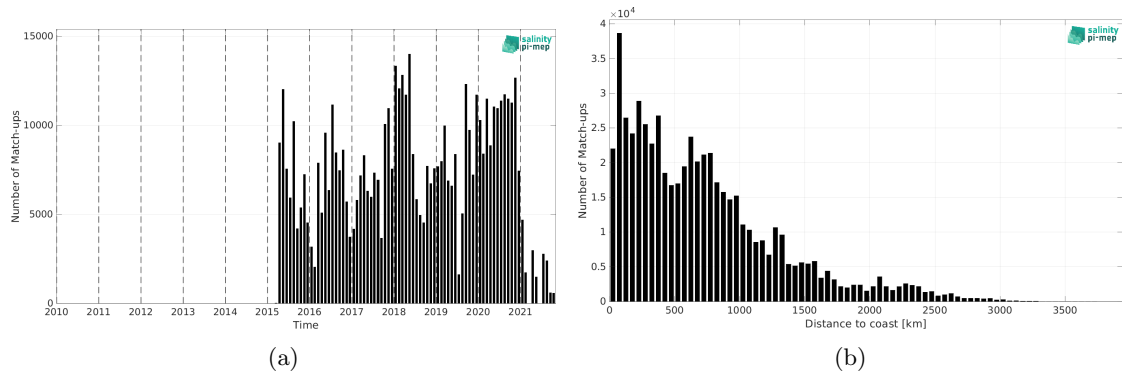 salinity
pi-mep
Number of Match-ups
15000
10000
5000
0
2010 2011 2012 2013 2014 2015 2016 2017 2018 2019 2020 2021
Time
(a)
×10⁴
salinity
pi-mep
Number of Match-ups
4
3.5
3
2.5
2
1.5
1
0.5
0
0 500 1000 1500 2000 2500 3000 3500
Distance to coast [km]
(b)